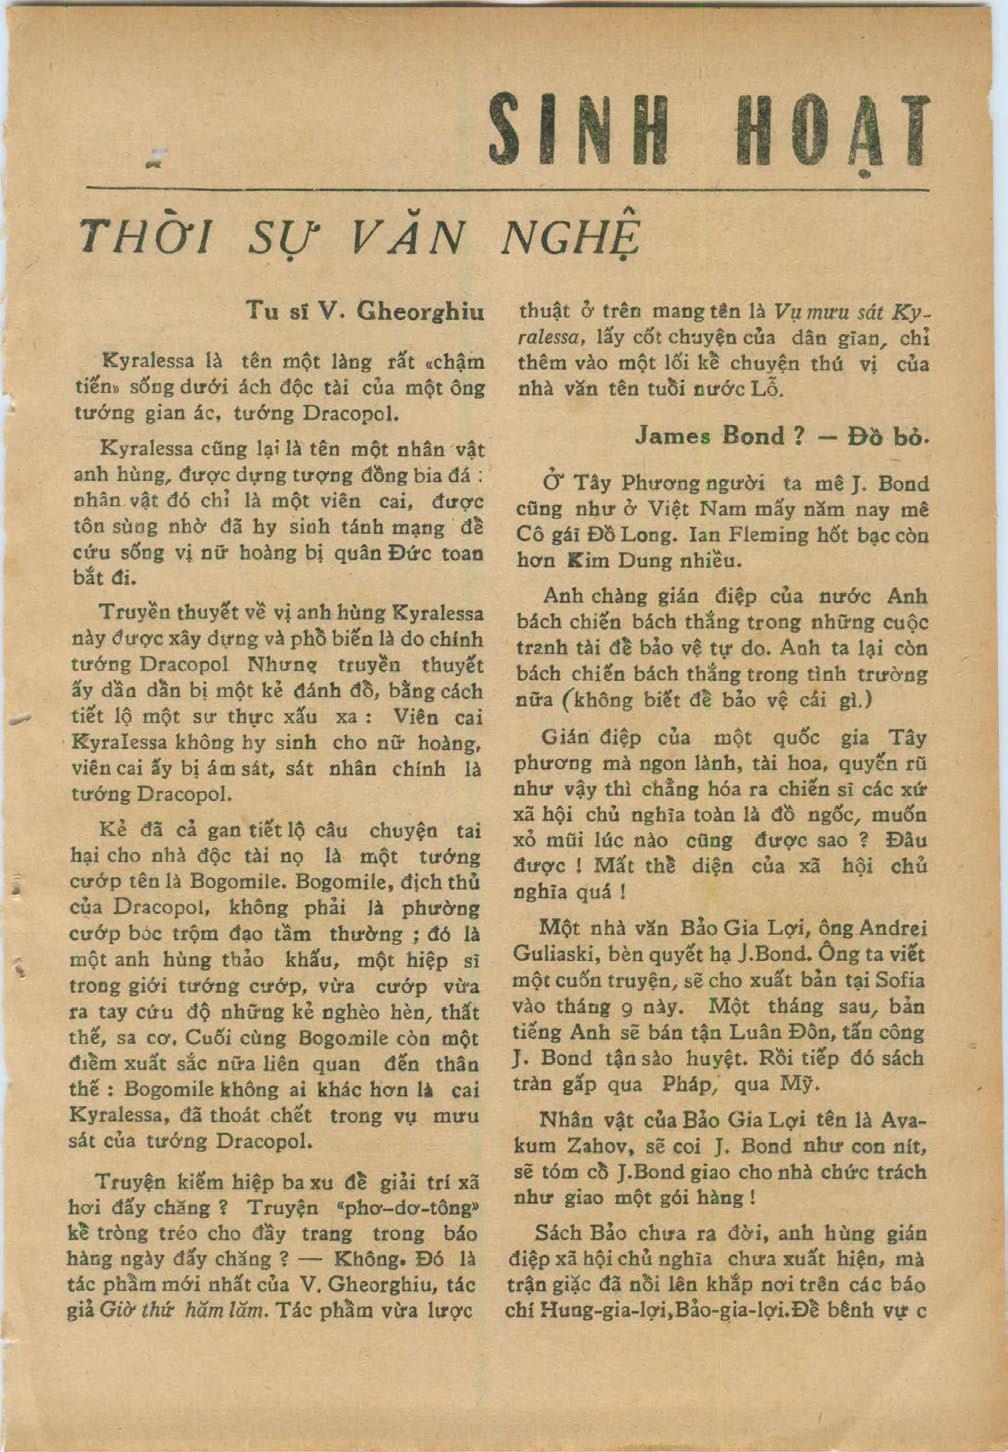 SINH HOẠT
THỜI SỰ VĂN NGHỆ
Tu sĩ V. Gheorghiu
Kyralessa là tên một làng rất «chậm
tiến» sống dưới ách độc tài của một ông
tướng gian ác, tướng Dracopol.
Kyralessa cũng lại là tên một nhân vật
anh hùng, được dựng tượng đồng bia đá :
nhân vật đó chỉ là một viên cai, được
tôn sùng nhờ đã hy sinh tánh mạng để
cứu sống vị nữ hoàng bị quân Đức toan
bắt đi.
Truyền thuyết về vị anh hùng Kyralessa
này được xây dựng và phổ biến là do chính
tướng Dracopol Nhưng truyền thuyết
ấy dần dần bị một kẻ đánh đổ, bằng cách
tiết lộ một sư thực xấu xa : Viên cai
Kyralessa không hy sinh cho nữ hoàng,
viên cai ấy bị ám sát, sát nhân chính là
tướng Dracopol.
Kẻ đã cả gan tiết lộ câu chuyện tai
hại cho nhà độc tài nọ là một tướng
cướp tên là Bogomile. Bogomile, địch thủ
của Dracopol, không phải là phường
cướp bóc trộm đạo tầm thường ; đó là
một anh hùng thảo khấu, một hiệp sĩ
trong giới tướng cướp, vừa cướp vừa
ra tay cứu độ những kẻ nghèo hèn, thất
thế, sa cơ. Cuối cùng Bogomile còn một
điểm xuất sắc nữa liên quan đến thân
thế : Bogomile không ai khác hơn là cai
Kyralessa, đã thoát chết trong vụ mưu
sát của tướng Dracopol.
Truyện kiếm hiệp ba xu để giải trí xã
hơi đấy chăng ? Truyện “phơ-dơ-tông”
kể tròng tréo cho đầy trang trong báo
hàng ngày đấy chăng ? — Không. Đó là
tác phẩm mới nhất của V. Gheorghiu, tác
giả Giờ thứ hăm lăm. Tác phẩm vừa lược
thuật ở trên mang tên là Vụ mưu sát Ky-
ralessa, lấy cốt chuyện của dân gian, chỉ
thêm vào một lối kể chuyện thú vị của
nhà văn tên tuổi nước Lỗ.
James Bond ? — Đồ bỏ.
Ở Tây Phương người ta mê J. Bond
cũng như ở Việt Nam mấy năm nay mê
Cô gái Đồ Long. Ian Fleming hốt bạc còn
hơn Kim Dung nhiều.
Anh chàng gián điệp của nước Anh
bách chiến bách thắng trong những cuộc
tranh tài để bảo vệ tự do. Anh ta lại còn
bách chiến bách thắng trong tình trường
nữa (không biết để bảo vệ cái gì.)
Gián điệp của một quốc gia Tây
phương mà ngon lành, tài hoa, quyến rũ
như vậy thì chẳng hóa ra chiến sĩ các xứ
xã hội chủ nghĩa toàn là đồ ngốc, muốn
xỏ mũi lúc nào cũng được sao ? Đâu
được ! Mất thể diện của xã hội chủ
nghĩa quá !
Một nhà văn Bảo Gia Lợi, ông Andrei
Guliaski, bèn quyết hạ J.Bond. Ông ta viết
một cuốn truyện, sẽ cho xuất bản tại Sofia
vào tháng 9 này. Một tháng sau, bản
tiếng Anh sẽ bán tận Luân Đôn, tấn công
J. Bond tận sào huyệt. Rồi tiếp đó sách
tràn gấp qua Pháp, qua Mỹ.
Nhân vật của Bảo Gia Lợi tên là Ava-
kum Zahov, sẽ coi J. Bond như con nít,
sẽ tóm cổ J.Bond giao cho nhà chức trách
như giao một gói hàng !
Sách Bảo chưa ra đời, anh hùng gián
điệp xã hội chủ nghĩa chưa xuất hiện, mà
trận giặc đã nổi lên khắp nơi trên các báo
chí Hung-gia-lợi,Bảo-gia-lợi.Để bênh vự c